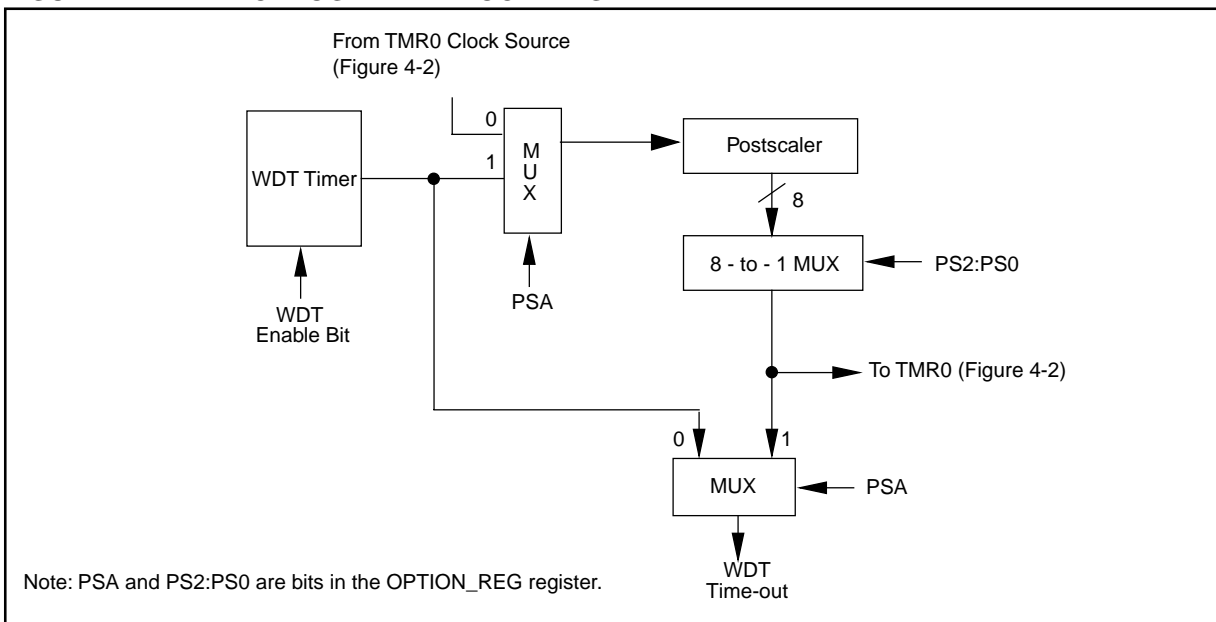 From TMR0 Clock Source
(Figure 4-2)
0
1
M
U
X
WDT Timer
Postscaler
8
8 - to - 1 MUX
PS2:PS0
PSA
WDT
Enable Bit
To TMR0 (Figure 4-2)
0
1
MUX
PSA
WDT
Time-out
Note: PSA and PS2:PS0 are bits in the OPTION_REG register.